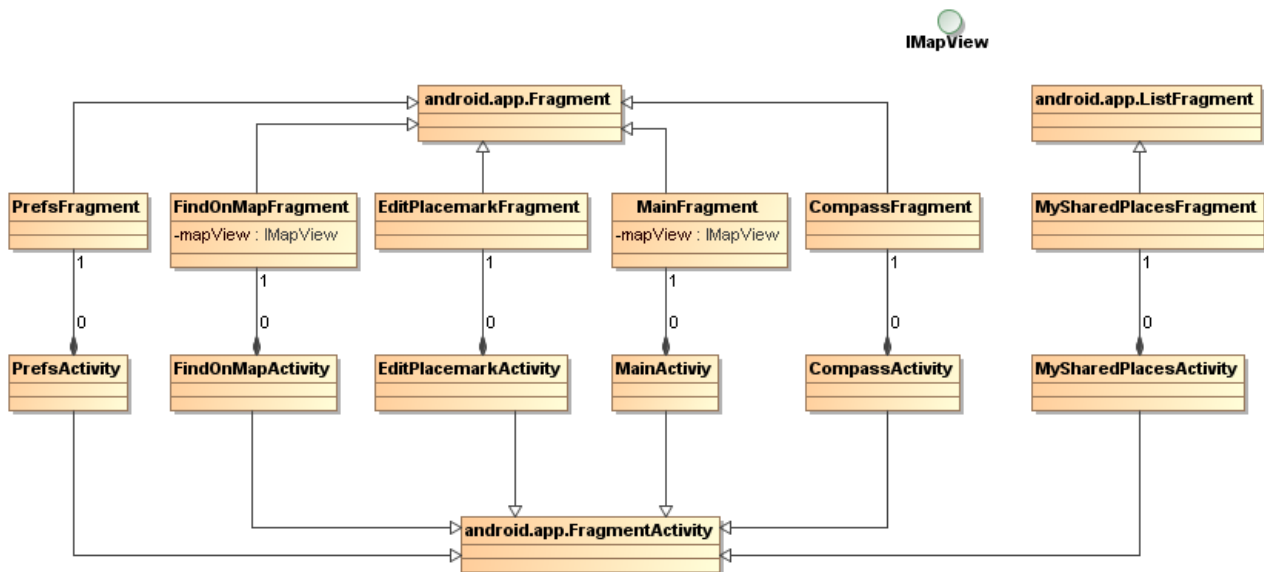 IMapView
android.app.Fragment
android.app.ListFragment
PrefsFragment
FindOnMapFragment
-mapView : IMapView
EditPlacemarkFragment
MainFragment
-mapView : IMapView
CompassFragment
MySharedPlacesFragment
1
1
1
1
1
1
0
0
0
0
0
0
PrefsActivity
FindOnMapActivity
EditPlacemarkActivity
MainActiviy
CompassActivity
MySharedPlacesActivity
android.app.FragmentActivity